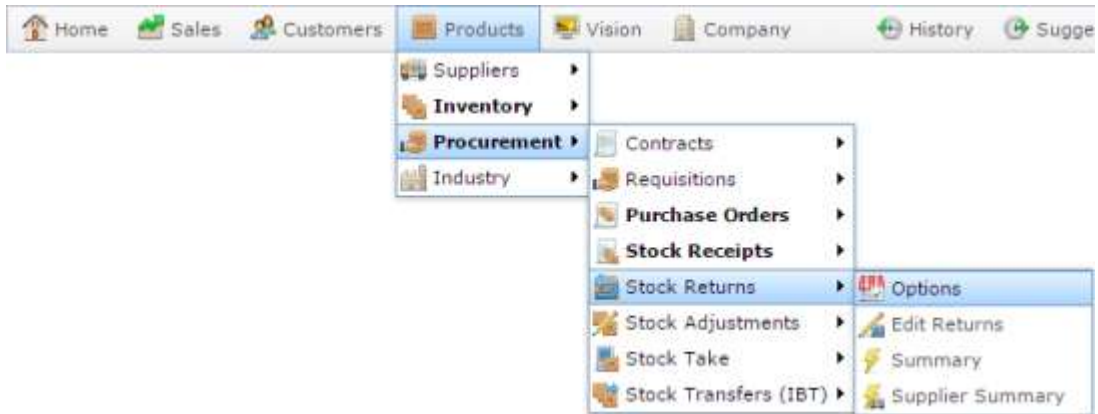 Home Sales Customers Products Vision Company History Sugge
Suppliers
Inventory
Procurement
Industry
Contracts
Requisitions
Purchase Orders
Stock Receipts
Stock Returns
Stock Adjustments
Stock Take
Stock Transfers (IBT)
Options
Edit Returns
Summary
Supplier Summary